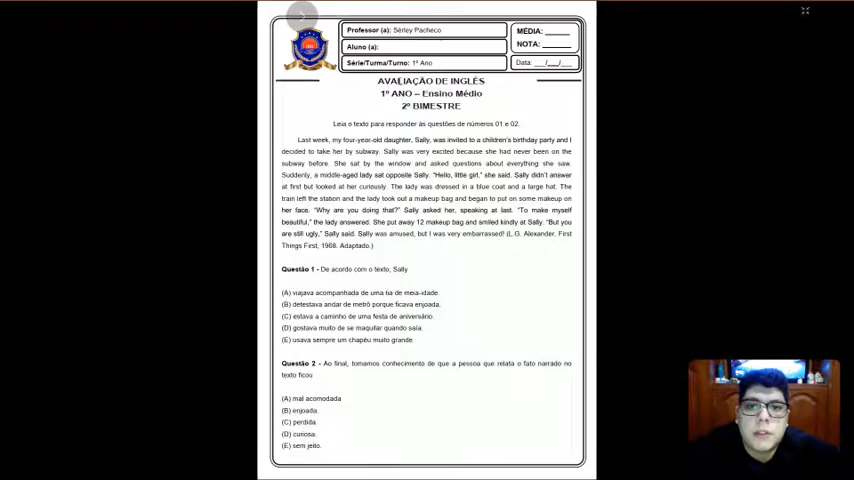 Professor (a): Sérley Pacheco
MÉDIA: ______
NOTA: _______
Aluno (a):
Série/Turma/Turno: 1º Ano
Data: ___/___/___
AVALIAÇÃO DE INGLÊS
1º ANO – Ensino Médio
2º BIMESTRE
Leia o texto para responder às questões de números 01 e 02.
Last week, my four-year-old daughter, Sally, was invited to a children's birthday party and I
decided to take her by subway. Sally was very excited because she had never been on the
subway before. She sat by the window and asked questions about everything she saw.
Suddenly, a middle-aged lady sat opposite Sally. "Hello, little girl," she said. Sally didn't answer
at first but looked at her curiously. The lady was dressed in a blue coat and a large hat. The
train left the station and the lady took out a makeup bag and began to put on some makeup on
her face. "Why are you doing that?" Sally asked her, speaking at last. "To make myself
beautiful," the lady answered. She put away 12 makeup bag and smiled kindly at Sally. "But you
are still ugly," Sally said. Sally was amused, but I was very embarrassed! (L.G. Alexander. First
Things First, 1968. Adaptado.)
Questão 1 - De acordo com o texto, Sally
(A) viajava acompanhada de uma tia de meia-idade.
(B) detestava andar de metrô porque ficava enjoada.
(C) estava a caminho de uma festa de aniversário.
(D) gostava muito de se maquilar quando saía.
(E) usava sempre um chapéu muito grande.
Questão 2 - Ao final, tomamos conhecimento de que a pessoa que relata o fato narrado no
texto ficou
(A) mal acomodada
(B) enjoada.
(C) perdida.
(D) curiosa.
(E) sem jeito.